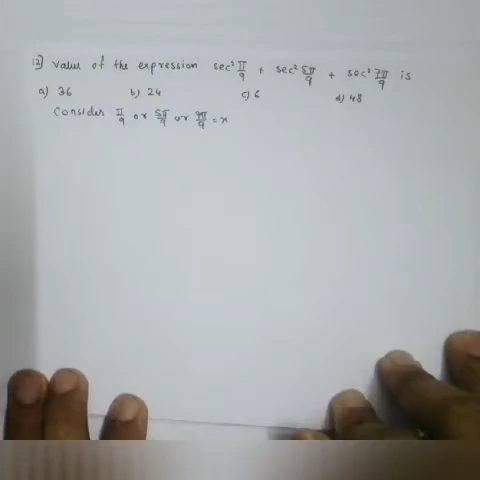 12] Value of the expression sec² π/9 + sec² 5π/9 + sec² 7π/9 is
a) 36 b) 24 c) 6 d) 48
Consider π/9 or 5π/9 or 7π/9 = x